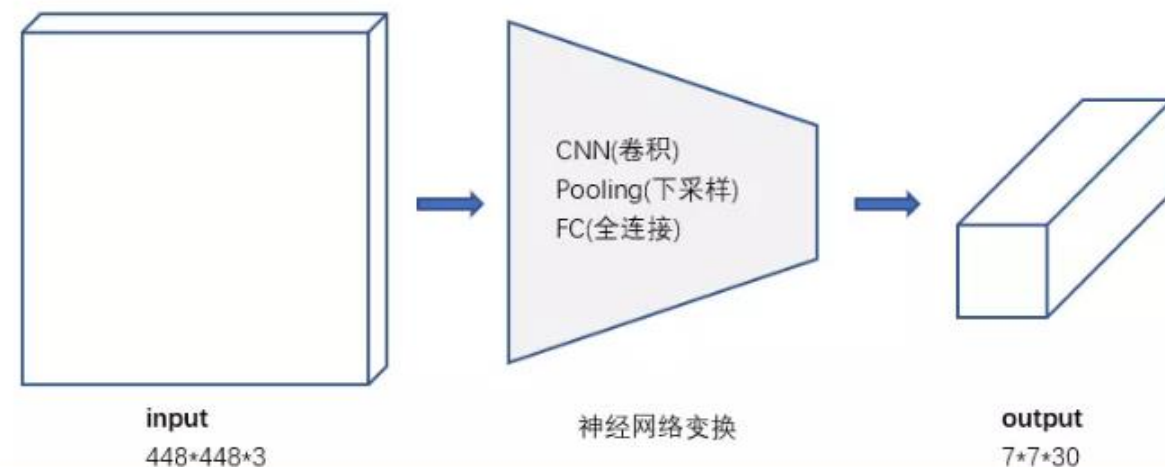 CNN(卷积)
Pooling(下采样)
FC(全连接)
input
448*448*3
神经网络变换
output
7*7*30